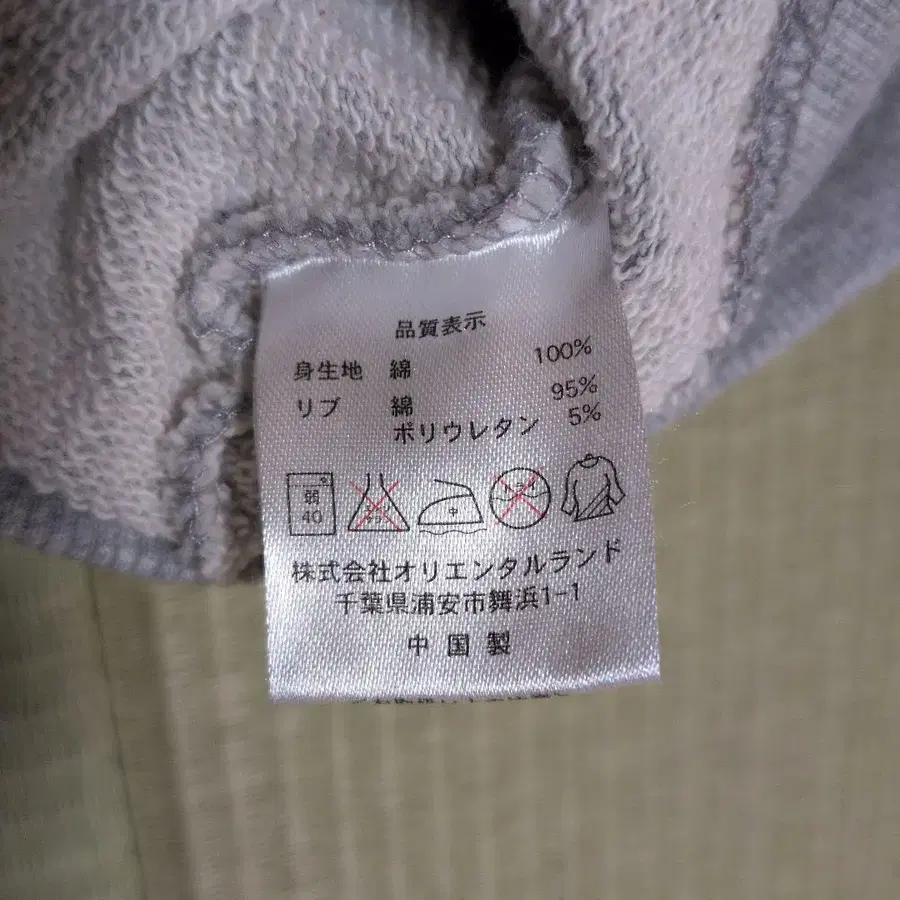 品質表示
身生地 綿 100%
リブ 綿 95%
ポリウレタン 5%
弱 40 中
株式会社オリエンタルランド
千葉県浦安市舞浜1-1
中国製